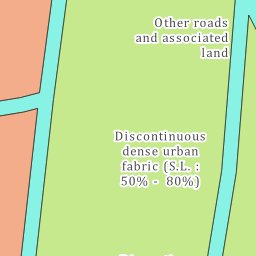 Other roads
and associated
land
Discontinuous
dense urban
fabric (S.L. :
50% - 80%)